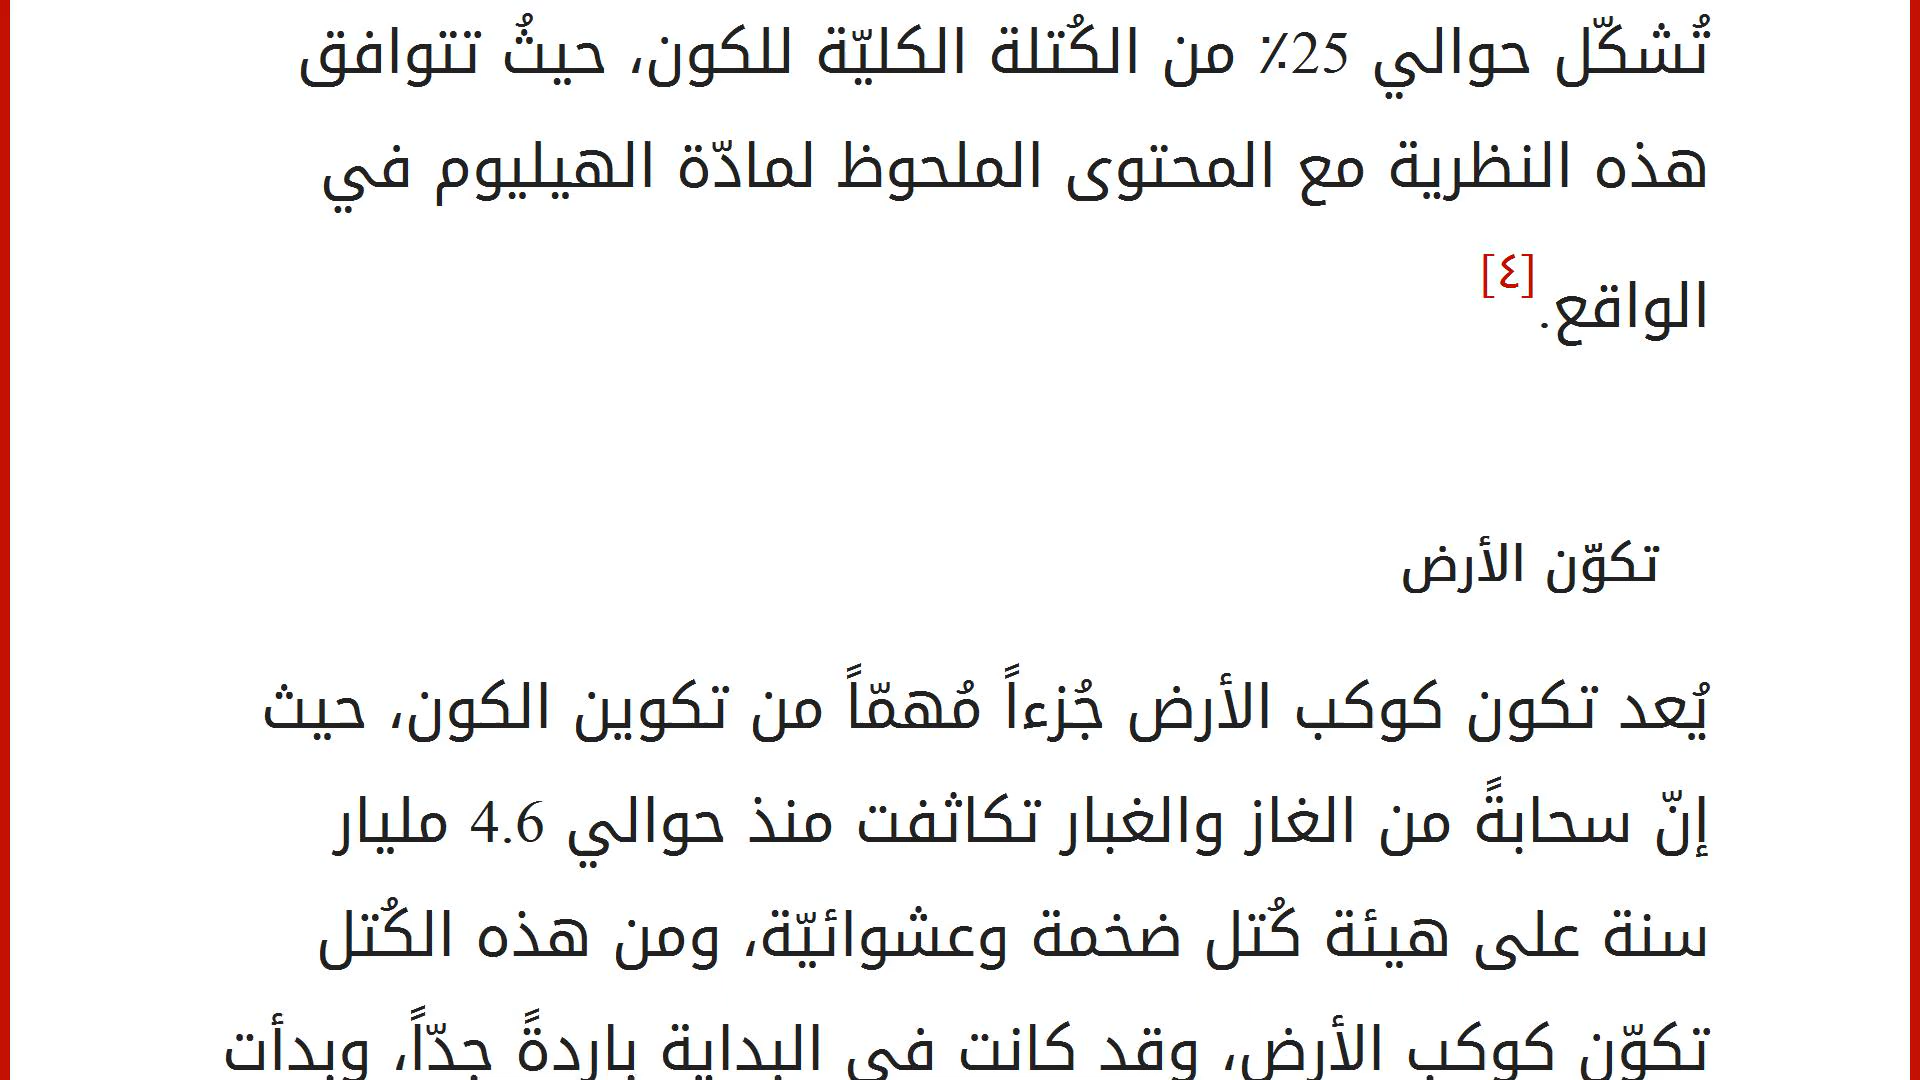 تُشكّل حوالي 25٪ من الكُتلة الكليّة للكون، حيثُ تتوافق
هذه النظرية مع المحتوى الملحوظ لمادّة الهيليوم في
الواقع.[٤]
تكوّن الأرض
يُعد تكون كوكب الأرض جُزءاً مُهمّاً من تكوين الكون، حيث
إنّ سحابةً من الغاز والغبار تكاثفت منذ حوالي 4.6 مليار
سنة على هيئة كُتل ضخمة وعشوائيّة، ومن هذه الكُتل
تكوّن كوكب الأرض، وقد كانت في البداية باردةً جدّاً، وبدأت